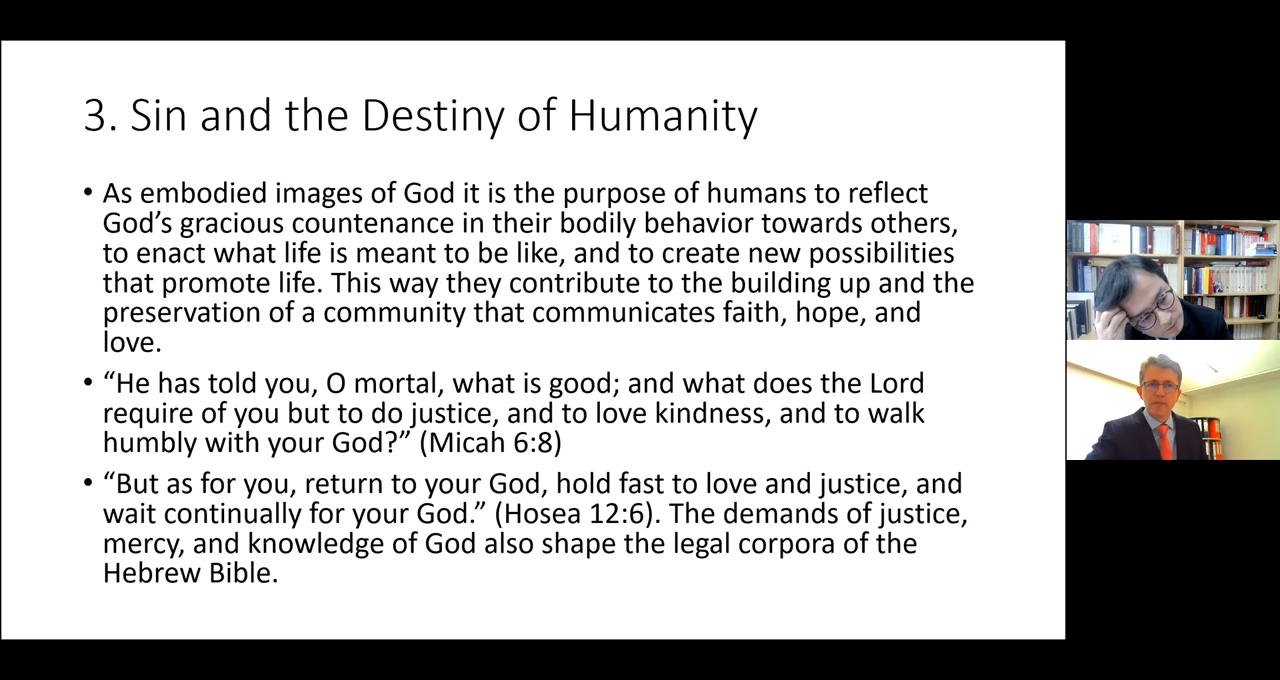 3. Sin and the Destiny of Humanity
• As embodied images of God it is the purpose of humans to reflect
God’s gracious countenance in their bodily behavior towards others,
to enact what life is meant to be like, and to create new possibilities
that promote life. This way they contribute to the building up and the
preservation of a community that communicates faith, hope, and
love.
• “He has told you, O mortal, what is good; and what does the Lord
require of you but to do justice, and to love kindness, and to walk
humbly with your God?” (Micah 6:8)
• “But as for you, return to your God, hold fast to love and justice, and
wait continually for your God.” (Hosea 12:6). The demands of justice,
mercy, and knowledge of God also shape the legal corpora of the
Hebrew Bible.